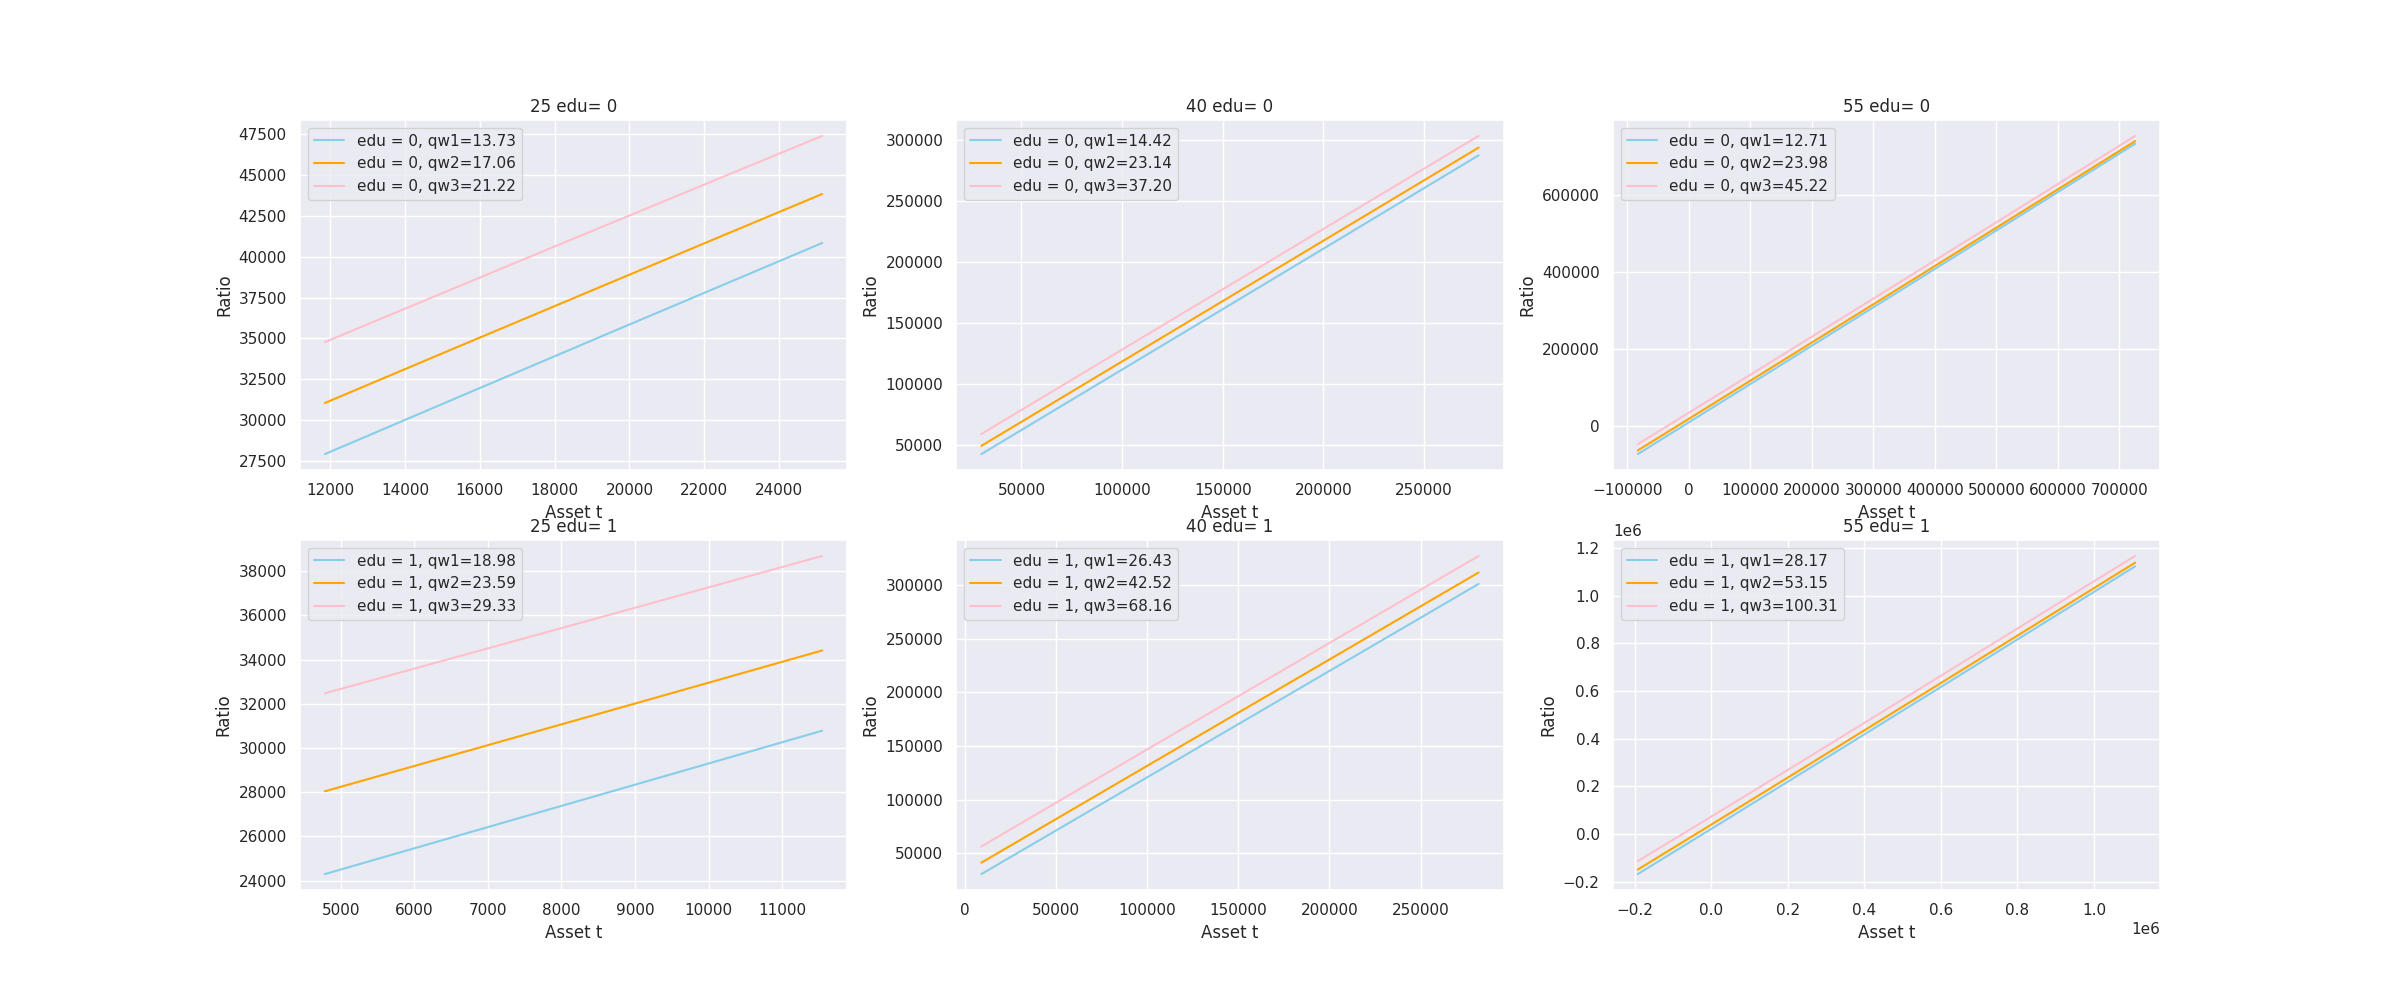 25 edu= 0
edu = 0, qw1=13.73
edu = 0, qw2=17.06
edu = 0, qw3=21.22
Ratio
47500
45000
42500
40000
37500
35000
32500
30000
27500
12000 14000 16000 18000 20000 22000 24000
Asset t
40 edu= 0
edu = 0, qw1=14.42
edu = 0, qw2=23.14
edu = 0, qw3=37.20
Ratio
300000
250000
200000
150000
100000
50000
50000 100000 150000 200000 250000
Asset t
55 edu= 0
edu = 0, qw1=12.71
edu = 0, qw2=23.98
edu = 0, qw3=45.22
Ratio
600000
400000
200000
0
−100000 0 100000 200000 300000 400000 500000 600000 700000
Asset t
25 edu= 1
edu = 1, qw1=18.98
edu = 1, qw2=23.59
edu = 1, qw3=29.33
Ratio
38000
36000
34000
32000
30000
28000
26000
24000
5000 6000 7000 8000 9000 10000 11000
Asset t
40 edu= 1
edu = 1, qw1=26.43
edu = 1, qw2=42.52
edu = 1, qw3=68.16
Ratio
300000
250000
200000
150000
100000
50000
0 50000 100000 150000 200000 250000
Asset t
55 edu= 1
1e6
edu = 1, qw1=28.17
edu = 1, qw2=53.15
edu = 1, qw3=100.31
Ratio
1.2
1.0
0.8
0.6
0.4
0.2
0.0
−0.2
−0.2 0.0 0.2 0.4 0.6 0.8 1.0
1e6
Asset t